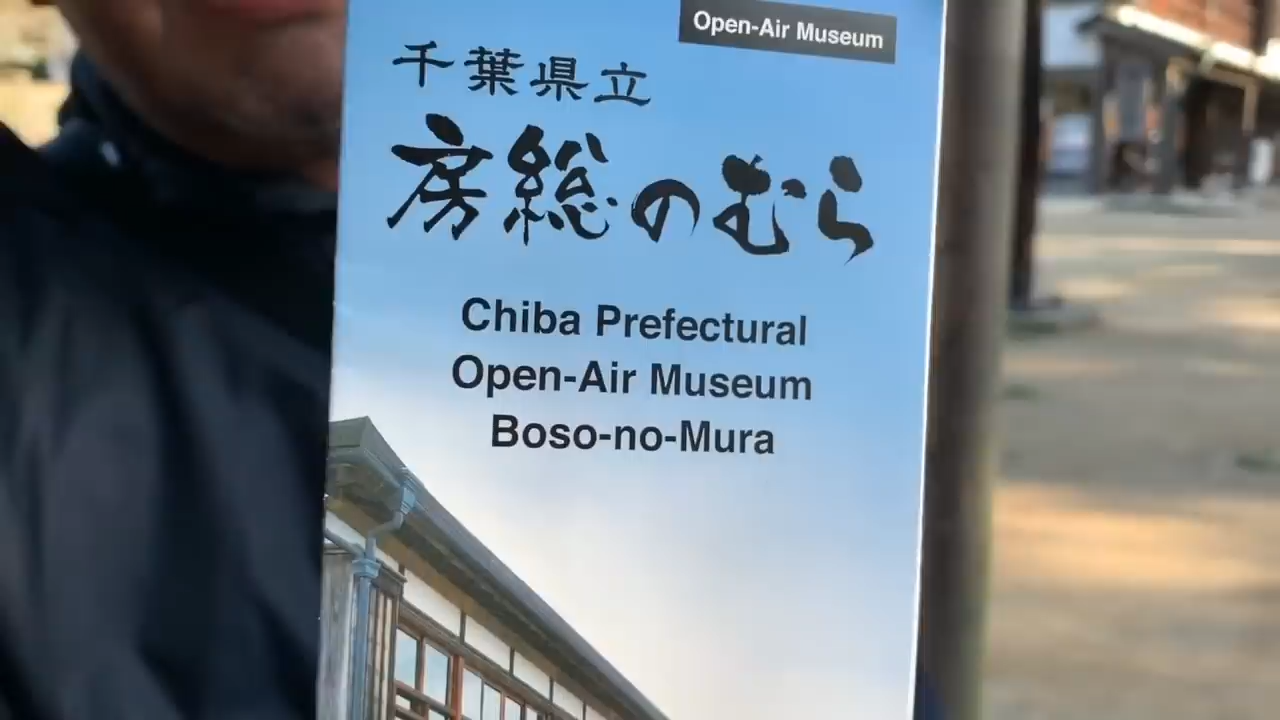 Open-Air Museum
千葉県立
房総のむら
Chiba Prefectural
Open-Air Museum
Boso-no-Mura